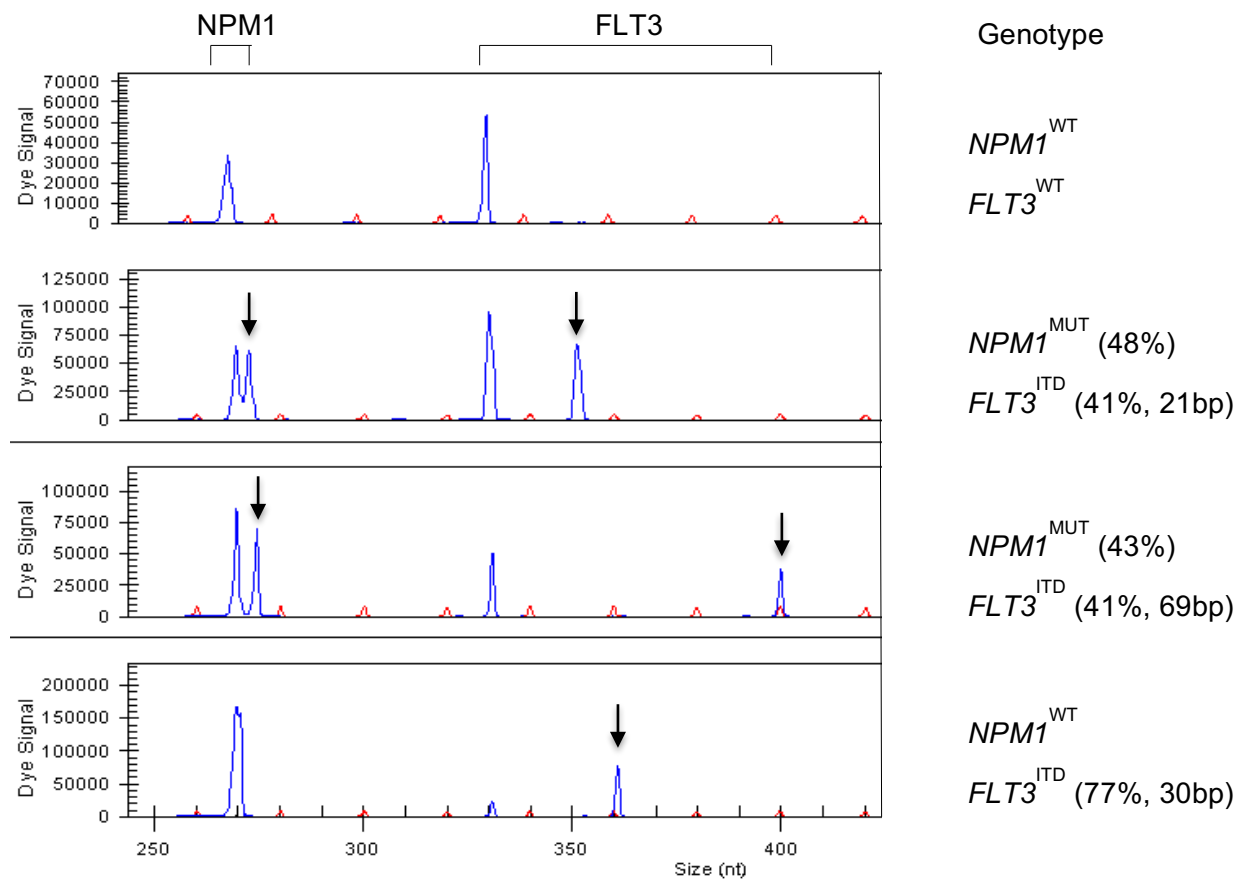 NPM1 FLT3 Genotype
70000
60000
50000
40000
30000
20000
10000
0
Dye Signal
NPM1WT
FLT3WT
125000
100000
75000
50000
25000
0
Dye Signal
NPM1MUT (48%)
FLT3ITD (41%, 21bp)
100000
75000
50000
25000
0
Dye Signal
NPM1MUT (43%)
FLT3ITD (41%, 69bp)
200000
150000
100000
50000
0
Dye Signal
NPM1WT
FLT3ITD (77%, 30bp)
250 300 350 400
Size (nt)